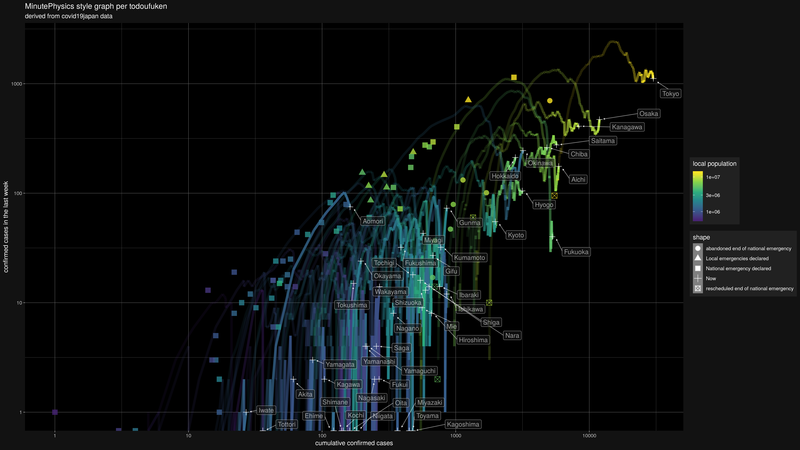 MinutePhysics style graph per todoufuken
derived from covid19japan data
confirmed cases in the last week
1000
100
10
1
1
10
100
1000
10000
cumulative confirmed cases
Tokyo
Osaka
Kanagawa
Saitama
Chiba
Okinawa
Hokkaido
Aichi
Hyogo
Aomori
Gunma
Kyoto
Fukuoka
Miyagi
Kumamoto
Tochigi
Fukushima
Gifu
Okayama
Wakayama
Ibaraki
Tokushima
Shizuoka
Ishikawa
Shiga
Mie
Nagano
Nara
Hiroshima
Saga
Yamanashi
Yamagata
Yamaguchi
Kagawa
Fukui
Akita
Nagasaki
Shimane
Oita
Miyazaki
Iwate
Ehime
Kochi
Niigata
Toyama
Tottori
Kagoshima
local population
1e+07
3e+06
1e+06
shape
abandoned end of national emergency
Local emergencies declared
National emergency declared
Now
rescheduled end of national emergency